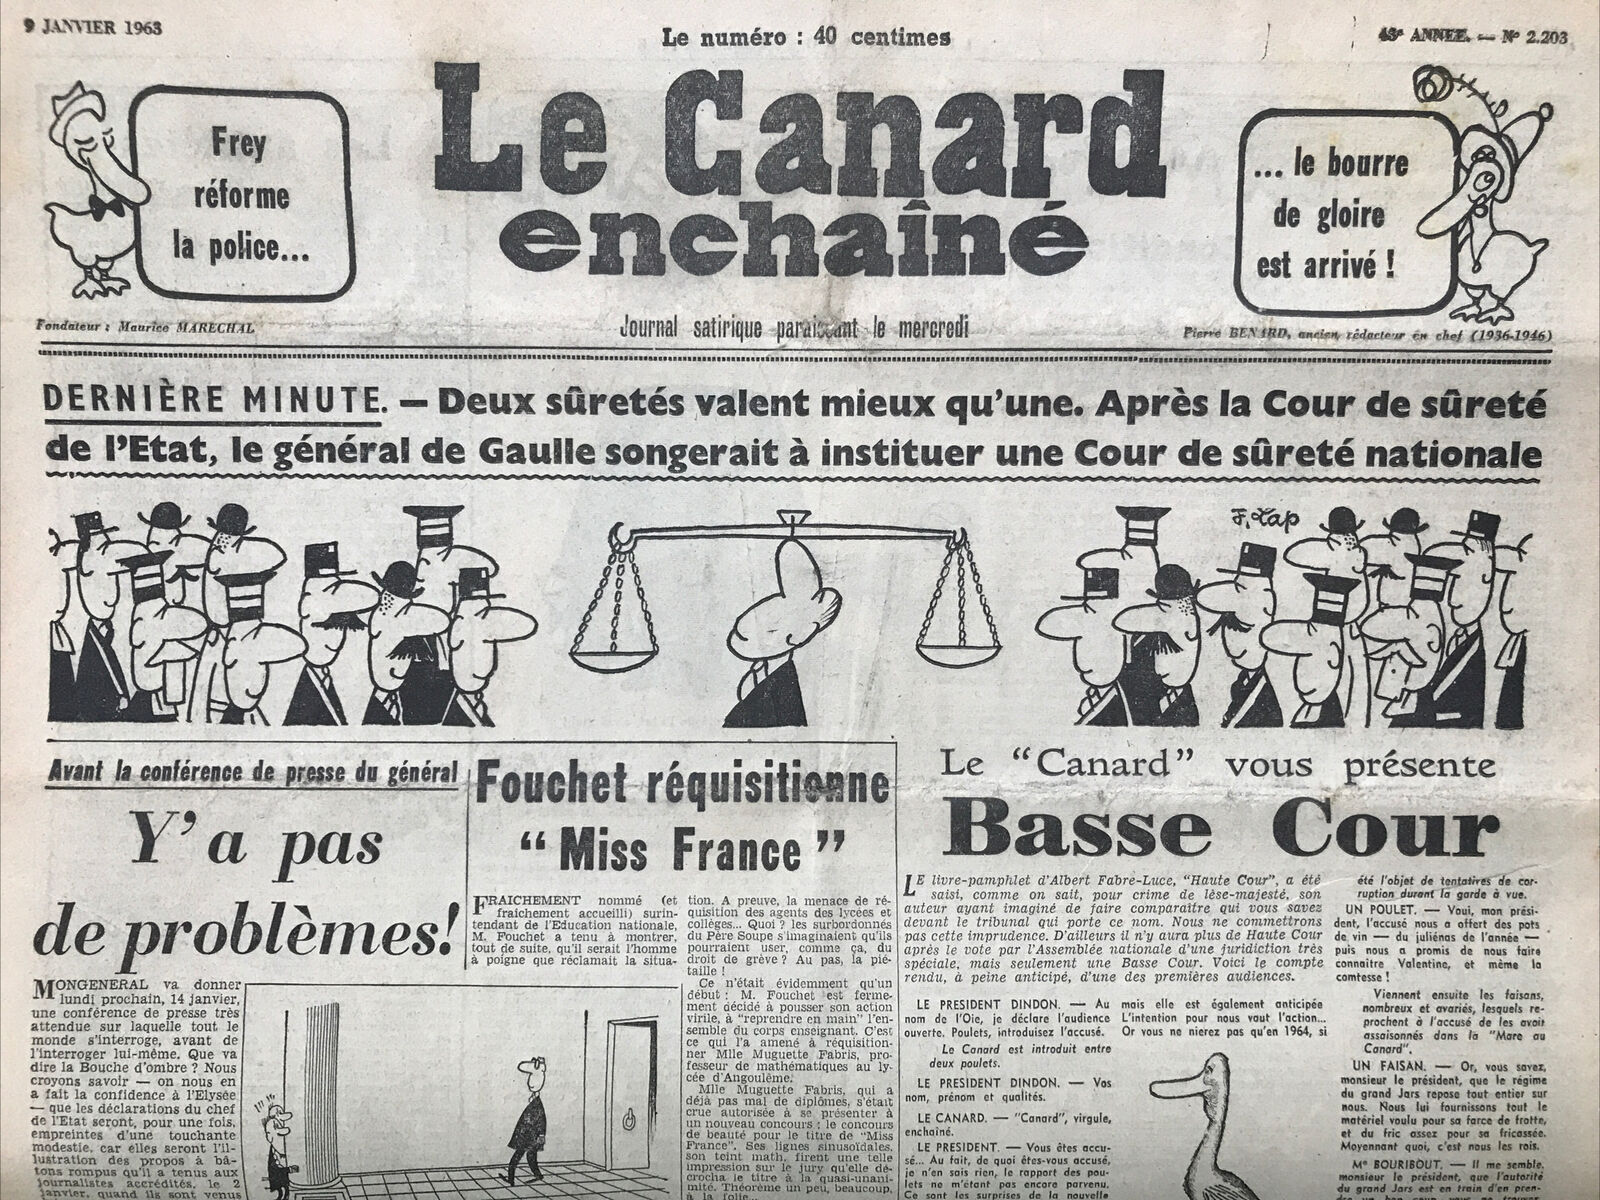 9 JANVIER 1963
Le numéro : 40 centimes
43e ANNEE. — N° 2.203
Frey
réforme
la police...
Le Canard
enchaîné
... le bourre
de gloire
est arrivé !
Fondateur : Maurice MARECHAL
Journal satirique paraissant le mercredi
Pierre BENARD, ancien rédacteur en chef (1936-1946)
DERNIÈRE MINUTE. — Deux sûretés valent mieux qu'une. Après la Cour de sûreté
de l'Etat, le général de Gaulle songerait à instituer une Cour de sûreté nationale
F. Lap
Avant la conférence de presse du général
Y'a pas
de problèmes!
MONGENERAL va donner
lundi prochain, 14 janvier,
une conférence de presse très
attendue sur laquelle tout le
monde s'interroge, avant de
l'interroger lui-même. Que va
dire la Bouche d'ombre ? Nous
croyons savoir — on nous en
a fait la confidence à l'Elysée
— que les déclarations du chef
de l'Etat seront, pour une fois,
empreintes d'une touchante
modestie, car elles seront l'il-
lustration des propos à bâ-
tons rompus qu'il a tenus aux
journalistes accrédités, le 2
janvier, quand ils sont venus
Fouchet réquisitionne
“ Miss France ”
FRAICHEMENT nommé (et
fraichement accueilli) surin-
tendant de l'Education nationale,
M. Fouchet a tenu à montrer,
tout de suite, qu'il serait l'homme
à poigne que réclamait la situa-
tion. A preuve, la menace de ré-
quisition des agents des lycées et
collèges... Quoi ? les surbordonnés
du Père Soupe s'imaginaient qu'ils
pourraient user, comme ça, du
droit de grève ? Au pas, la pié-
taille !
Ce n'était évidemment qu'un
début : M. Fouchet est ferme-
ment décidé à pousser son action
virile, à “reprendre en main” l'en-
semble du corps enseignant. C'est
ce qui l'a amené à réquisition-
ner Mlle Muguette Fabris, pro-
fesseur de mathématiques au ly-
cée d'Angoulême.
Mlle Muguette Fabris, qui a
déjà pas mal de diplômes, s'était
crue autorisée à se présenter à
un nouveau concours : le concours
de beauté pour le titre de “Miss
France”. Ses lignes sinusoïdales,
son teint math, firent une telle
impression sur le jury qu'elle dé-
crocha le titre à la quasi-unani-
mité. Théorème un peu, beaucoup,
à la folie...
Le “Canard” vous présente
Basse Cour
LE livre-pamphlet d'Albert Fabre-Luce, “Haute Cour”, a été
saisi, comme on sait, pour crime de lèse-majesté, son
auteur ayant imaginé de faire comparaître qui vous savez
devant le tribunal qui porte ce nom. Nous ne commettrons
pas cette imprudence. D'ailleurs il n'y aura plus de Haute Cour
après le vote par l'Assemblée nationale d'une juridiction très
spéciale, mais seulement une Basse Cour. Voici le compte
rendu, à peine anticipé, d'une des premières audiences.
LE PRESIDENT DINDON. — Au
nom de l'Oie, je déclare l'audience
ouverte. Poulets, introduisez l'accusé.
Le Canard est introduit entre
deux poulets.
LE PRESIDENT DINDON. — Vos
nom, prénom et qualités.
LE CANARD. — “Canard”, virgule,
enchaîné.
LE PRESIDENT. — Vous êtes accu-
sé... Au fait, de quoi êtes-vous accusé,
je n'en sais rien, le rapport des pou-
lets ne m'étant pas encore parvenu.
Ce sont les surprises de la nouvelle
mais elle est également anticipée
L'intention pour nous vaut l'action...
Or vous ne nierez pas qu'en 1964, si
été l'objet de tentatives de cor-
ruption durant la garde à vue.
UN POULET. — Voui, mon prési-
dent, l'accusé nous a offert des pots
de vin — du juliénas de l'année —
puis nous a promis de nous faire
connaitre Valentine, et même la
comtesse !
Viennent ensuite les faisans,
nombreux et avariés, lesquels re-
prochent à l'accusé de les avoir
assaisonnés dans la “Mare au
Canard”.
UN FAISAN. — Or, vous savez,
monsieur le président, que le régime
du grand Jars repose tout entier sur
nous. Nous lui fournissons tout le
matériel voulu pour sa farce de frotte,
et du fric assez pour sa fricassée.
Moyennant quoi, c'est nous les rois.
Me BOURIBOUT. — Il me semble,
monsieur le président, que l'autorité
du grand Jars est en train d'en pren-